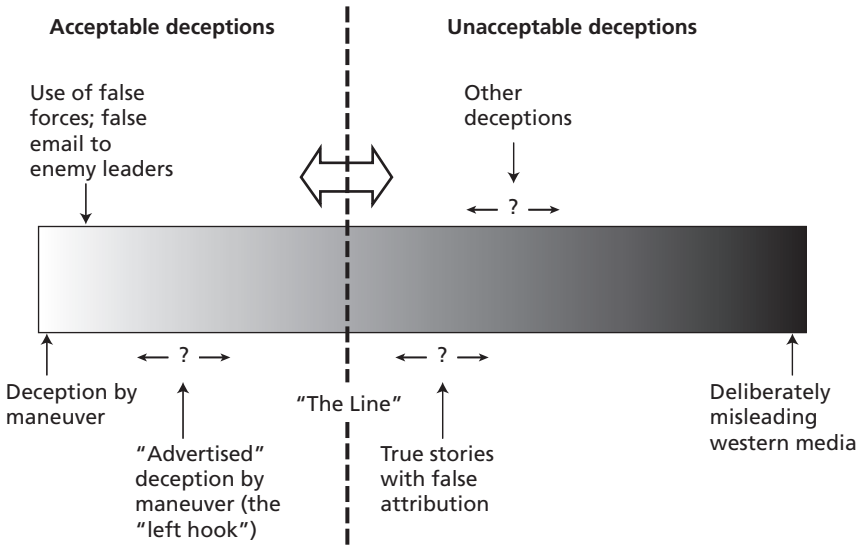 Acceptable deceptions
Unacceptable deceptions
Use of false
forces; false
email to
enemy leaders
Other
deceptions
?
?
?
Deception by
maneuver
“The Line”
Deliberately
misleading
western media
“Advertised”
deception by
maneuver (the
“left hook”)
True stories
with false
attribution